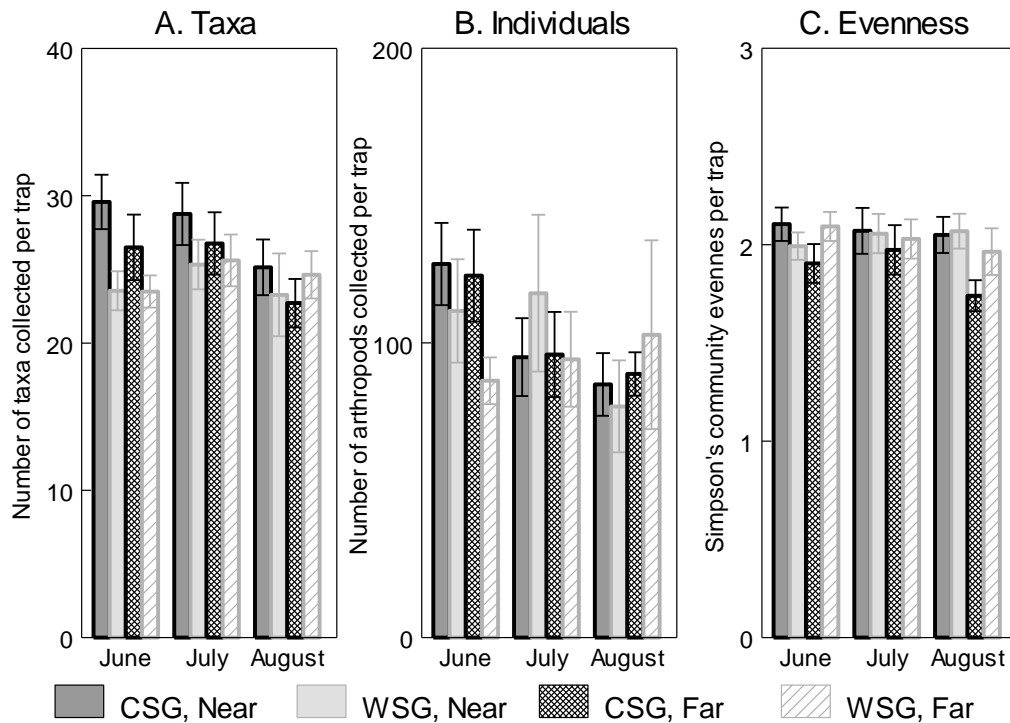 A. Taxa
B. Individuals
C. Evenness
Number of taxa collected per trap
40
30
20
10
0
June July August
Number of arthropods collected per trap
200
100
0
June July August
Simpson's community evennes per trap
3
2
1
0
June July August
CSG, Near
WSG, Near
CSG, Far
WSG, Far